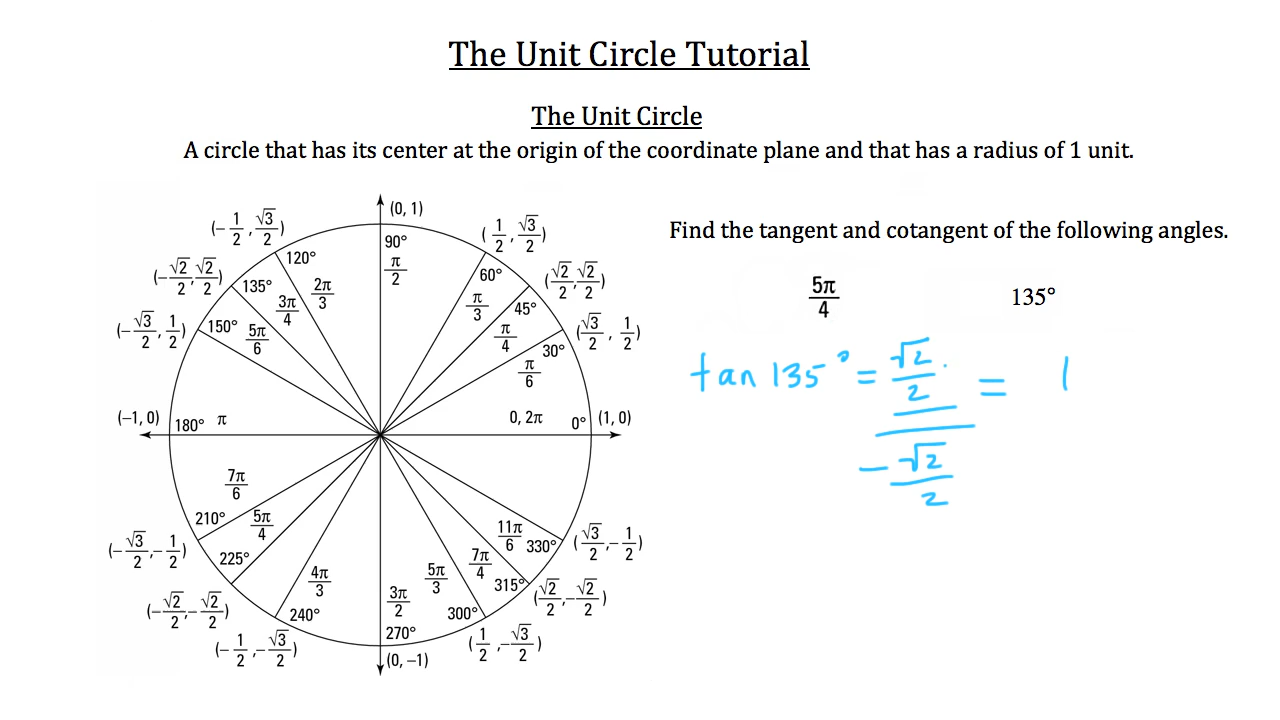 The Unit Circle Tutorial
The Unit Circle
A circle that has its center at the origin of the coordinate plane and that has a radius of 1 unit.
Find the tangent and cotangent of the following angles.
5π/4
135°
tan 135° = (√2/2)/(-√2/2) = 1
(0, 1)
90°
π/2
(1/2, √3/2)
60°
π/3
(√2/2, √2/2)
45°
π/4
(√3/2, 1/2)
30°
π/6
(1, 0)
0°
0, 2π
(-1/2, √3/2)
120°
2π/3
(-√2/2, √2/2)
135°
3π/4
(-√3/2, 1/2)
150°
5π/6
(-1, 0)
180°
π
7π/6
210°
(-√3/2, -1/2)
5π/4
225°
(-√2/2, -√2/2)
4π/3
240°
(-1/2, -√3/2)
3π/2
270°
(0, -1)
5π/3
300°
(1/2, -√3/2)
7π/4
315°
(√2/2, -√2/2)
11π/6
330°
(√3/2, -1/2)